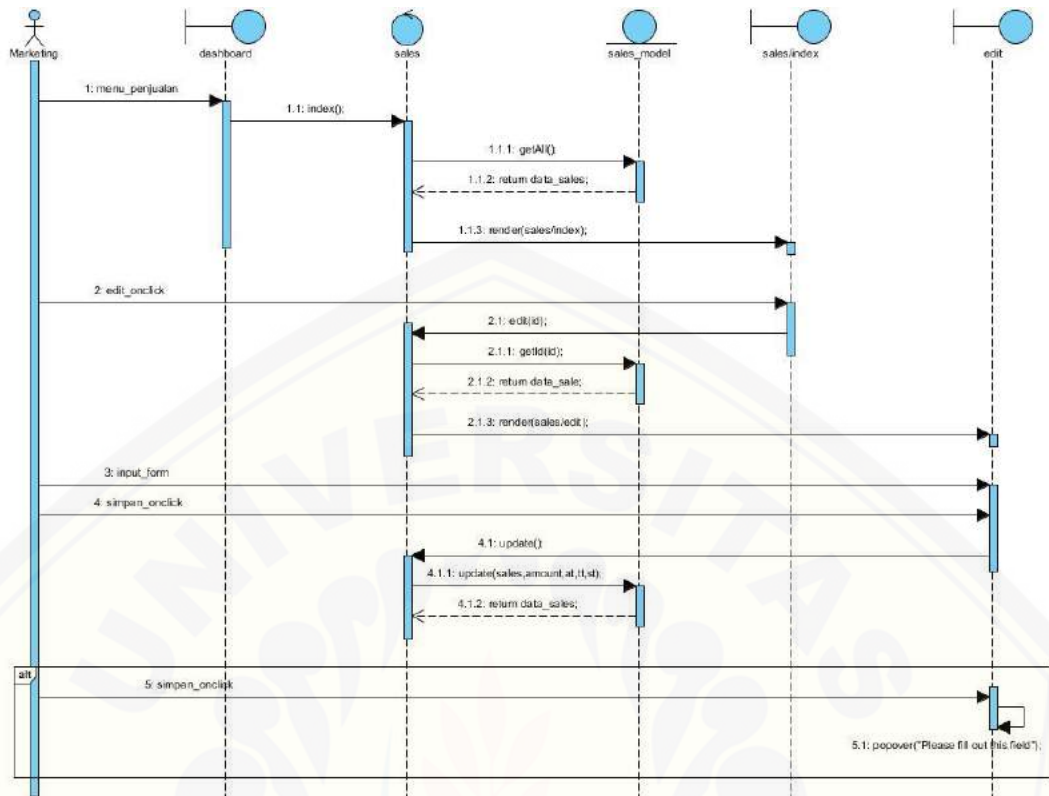 Marketing
dashboard
sales
sales_model
sales/index
edit
1: menu_penjualan
1.1: index();
1.1.1: getAll();
1.1.2: return data_sales;
1.1.3: render(sales/index);
2: edit_onclick
2.1: edit(id);
2.1.1: getId(id);
2.1.2: return data_sale;
2.1.3: render(sales/edit);
3: input_form
4: simpan_onclick
4.1: update();
4.1.1: update(sales,amount,at,tt,st);
4.1.2: return data_sales;
alt
5: simpan_onclick
5.1: popover("Please fill out this field");
UNIVERSITAS